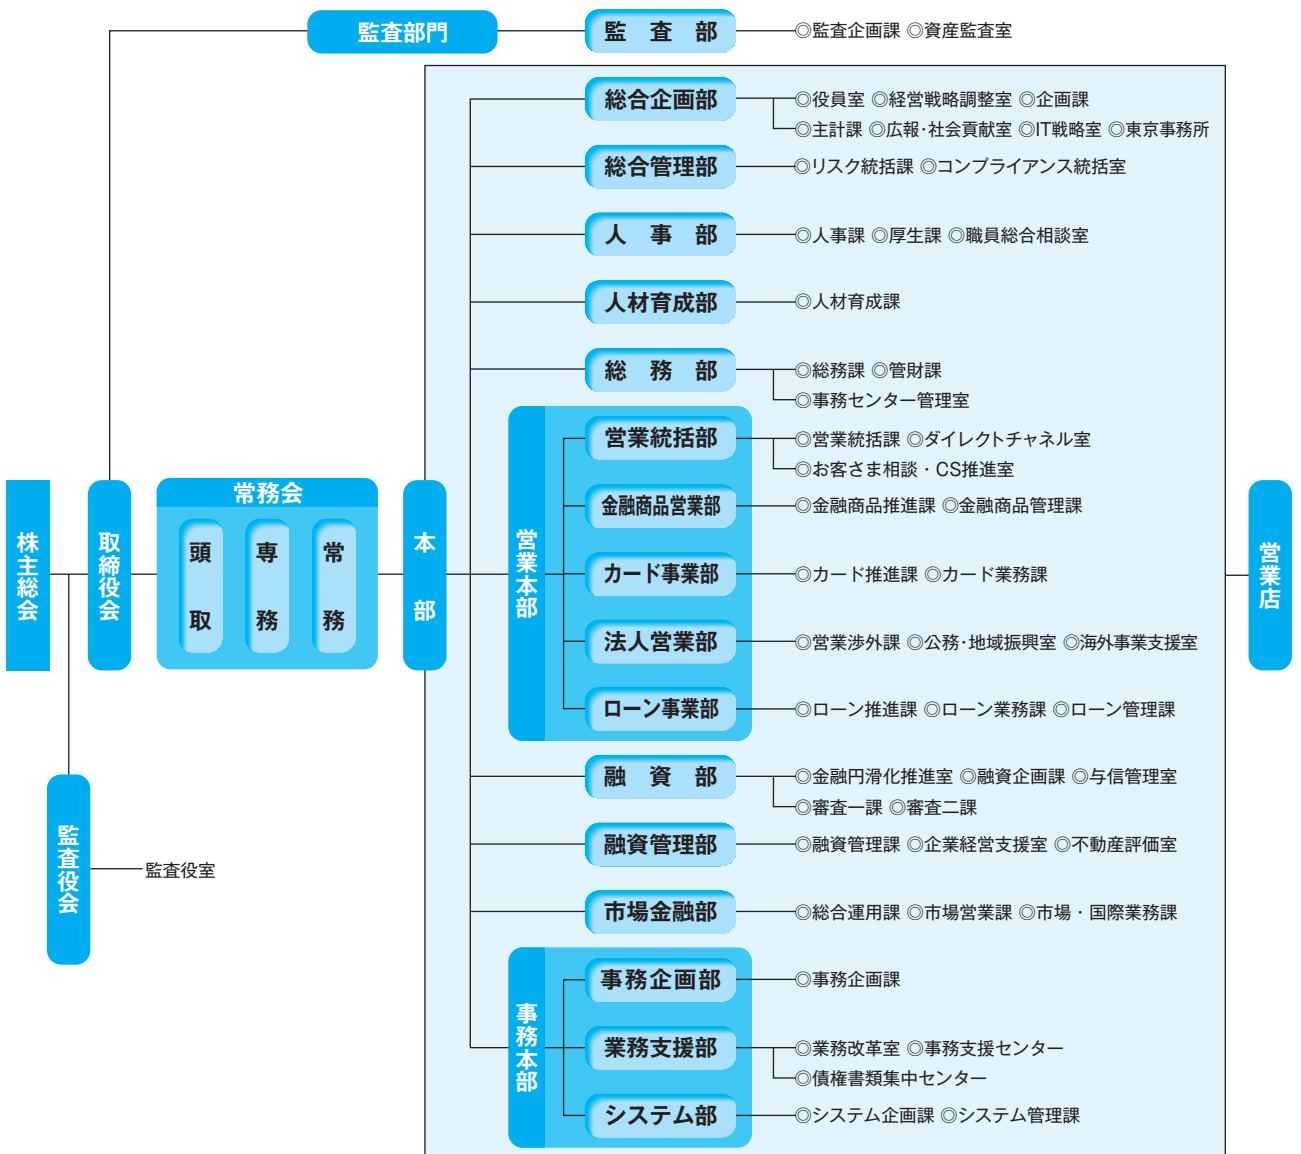 監査部門
監査部
◎監査企画課 ◎資産監査室
総合企画部
◎役員室 ◎経営戦略調整室 ◎企画課
◎主計課 ◎広報・社会貢献室 ◎IT戦略室 ◎東京事務所
総合管理部
◎リスク統括課 ◎コンプライアンス統括室
人事部
◎人事課 ◎厚生課 ◎職員総合相談室
人材育成部
◎人材育成課
総務部
◎総務課 ◎管財課
◎事務センター管理室
株主総会
取締役会
常務会
頭取
専務
常務
本部
営業本部
営業統括部
◎営業統括課 ◎ダイレクトチャネル室
◎お客さま相談・CS推進室
金融商品営業部
◎金融商品推進課 ◎金融商品管理課
カード事業部
◎カード推進課 ◎カード業務課
法人営業部
◎営業渉外課 ◎公務・地域振興室 ◎海外事業支援室
ローン事業部
◎ローン推進課 ◎ローン業務課 ◎ローン管理課
営業店
融資部
◎金融円滑化推進室 ◎融資企画課 ◎与信管理室
◎審査一課 ◎審査二課
融資管理部
◎融資管理課 ◎企業経営支援室 ◎不動産評価室
監査役会
監査役室
市場金融部
◎総合運用課 ◎市場営業課 ◎市場・国際業務課
事務本部
事務企画部
◎事務企画課
業務支援部
◎業務改革室 ◎事務支援センター
◎債権書類集中センター
システム部
◎システム企画課 ◎システム管理課